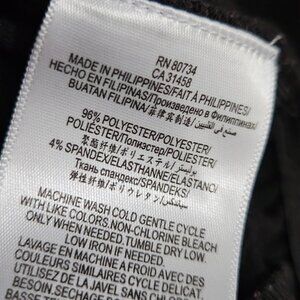 RN 80734
CA 31458
MADE IN PHILIPPINES/FAIT À PHILIPPINES/
HECHO EN FILIPINAS/Произведено в Филиппинах/
BUATAN FILIPINA/菲律宾制造/صنع في الفلبين
96% POLYESTER/POLYESTER/
POLIÉSTER/Полиэстер/POLIESTER/
聚酯纤维/ポリエステル/بوليستر
4% SPANDEX/ELASTHANNE/ELASTANO/
Ткань спандекс/SPANDEKS/
弹性纤维/ポリウレタン/سباندكس
MACHINE WASH COLD GENTLE CYCLE
WITH LIKE COLORS. NON-CHLORINE BLEACH
ONLY WHEN NEEDED. TUMBLE DRY LOW.
LOW IRON IF NEEDED.
LAVAGE EN MACHINE À FROID AVEC DES
COULEURS SIMILAIRES CYCLE DÉLICAT
UTILISEZ DE LA JAVEL SANS CHLORE
BESOIN. SÉCHAGE